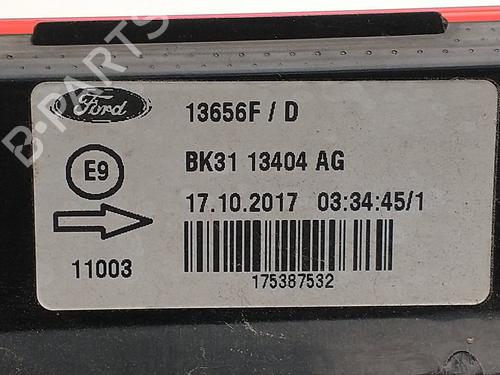 Ford
13656F / D
E9
BK31 13404 AG
17.10.2017 03:34:45/1
11003
175387532
B-PARTS